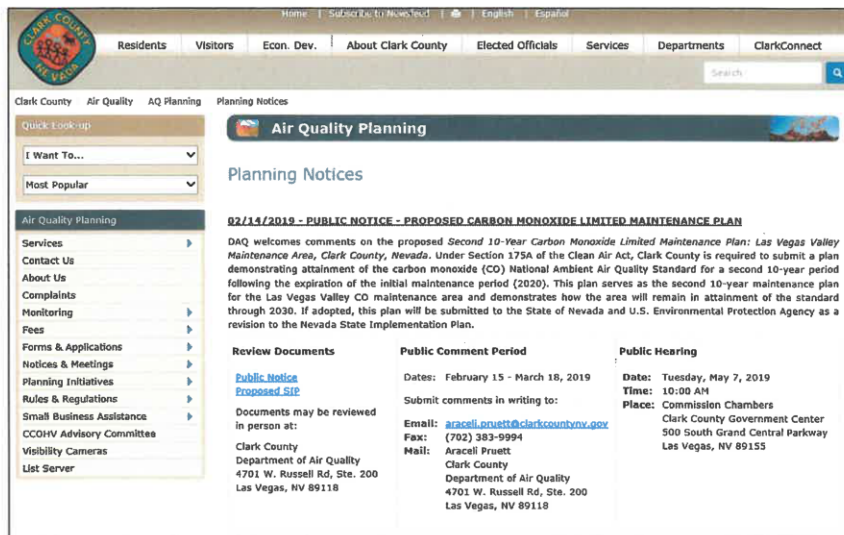 Home | Subscribe to Newsfeed | | English | Español
CLARK COUNTY
NEVADA
Residents Visitors Econ. Dev. About Clark County Elected Officials Services Departments ClarkConnect
Search
Clark County Air Quality AQ Planning Planning Notices
Quick Look-up
I Want To...
Most Popular
Air Quality Planning
Services
Contact Us
About Us
Complaints
Monitoring
Fees
Forms & Applications
Notices & Meetings
Planning Initiatives
Rules & Regulations
Small Business Assistance
CCOHV Advisory Committee
Visibility Cameras
List Server
Air Quality Planning
Planning Notices
02/14/2019 - PUBLIC NOTICE - PROPOSED CARBON MONOXIDE LIMITED MAINTENANCE PLAN
DAQ welcomes comments on the proposed Second 10-Year Carbon Monoxide Limited Maintenance Plan: Las Vegas Valley
Maintenance Area, Clark County, Nevada. Under Section 175A of the Clean Air Act, Clark County is required to submit a plan
demonstrating attainment of the carbon monoxide (CO) National Ambient Air Quality Standard for a second 10-year period
following the expiration of the initial maintenance period (2020). This plan serves as the second 10-year maintenance plan
for the Las Vegas Valley CO maintenance area and demonstrates how the area will remain in attainment of the standard
through 2030. If adopted, this plan will be submitted to the State of Nevada and U.S. Environmental Protection Agency as a
revision to the Nevada State Implementation Plan.
Review Documents
Public Notice
Proposed SIP
Documents may be reviewed
in person at:
Clark County
Department of Air Quality
4701 W. Russell Rd, Ste. 200
Las Vegas, NV 89118
Public Comment Period
Dates: February 15 - March 18, 2019
Submit comments in writing to:
Email: araceli.pruett@clarkcountynv.gov
Fax: (702) 383-9994
Mail: Araceli Pruett
Clark County
Department of Air Quality
4701 W. Russell Rd, Ste. 200
Las Vegas, NV 89118
Public Hearing
Date: Tuesday, May 7, 2019
Time: 10:00 AM
Place: Commission Chambers
Clark County Government Center
500 South Grand Central Parkway
Las Vegas, NV 89155